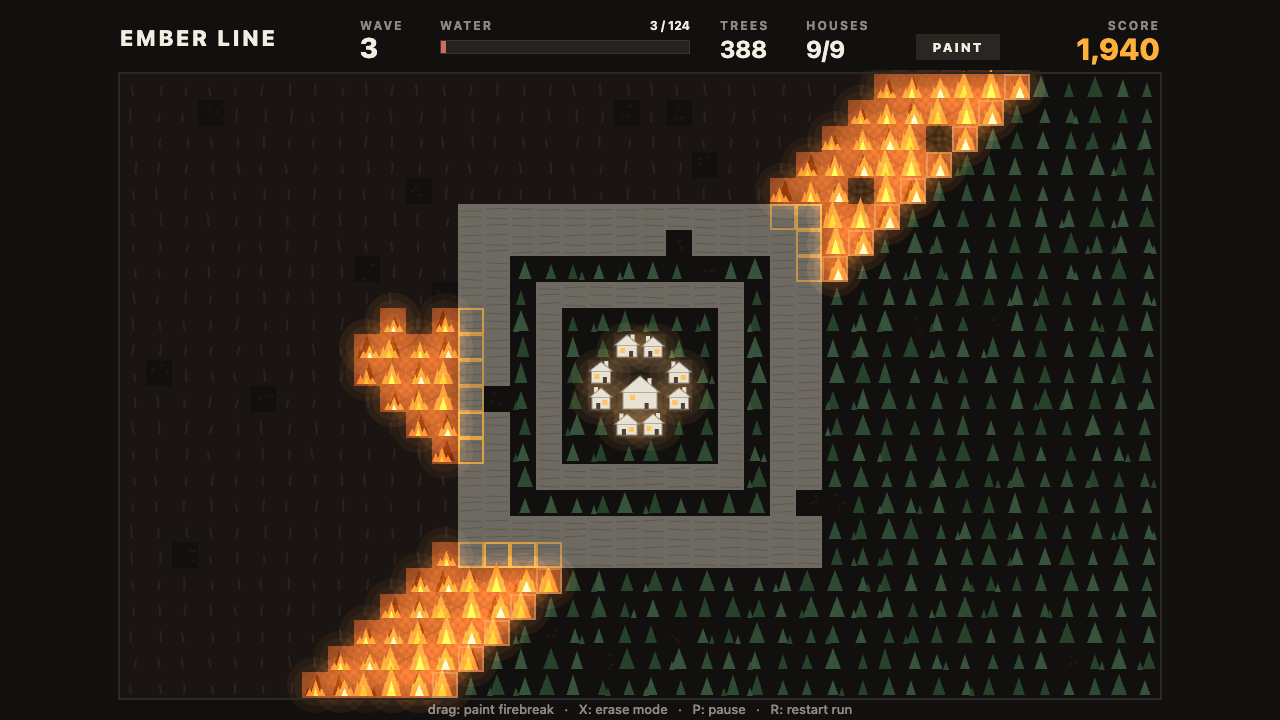 EMBER LINE
WAVE
3
WATER 3 / 124
TREES
388
HOUSES
9/9
PAINT
SCORE
1,940
drag: paint firebreak · X: erase mode · P: pause · R: restart run